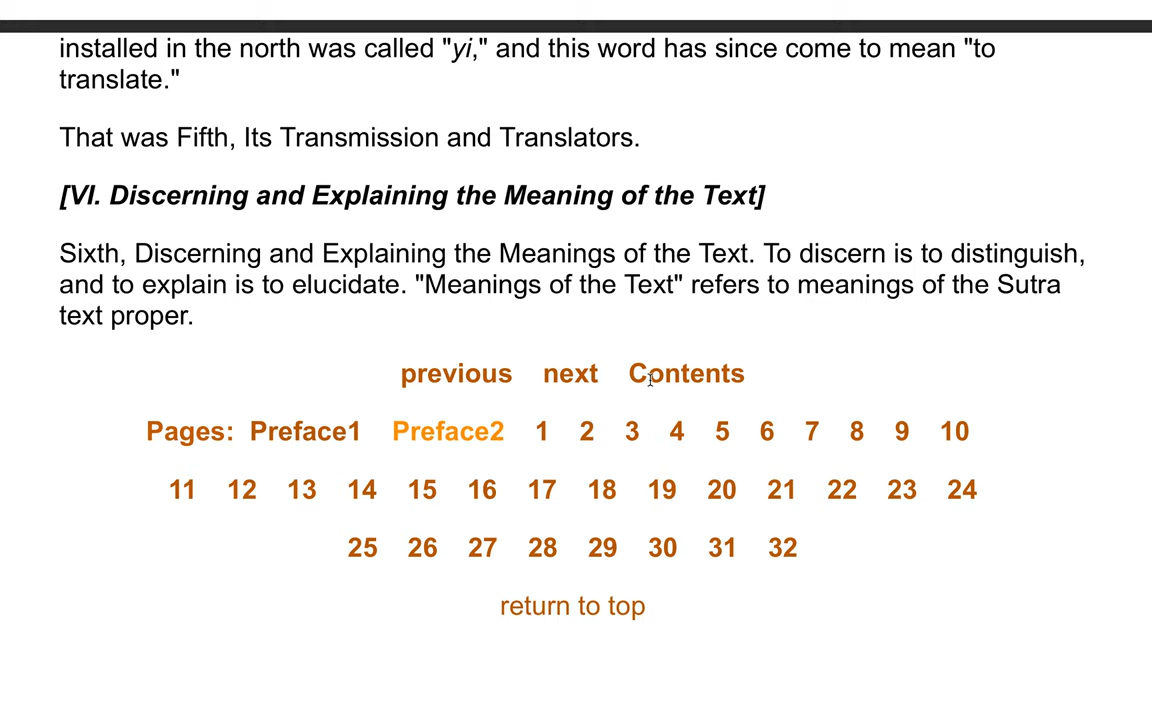 installed in the north was called "yi," and this word has since come to mean "to
translate."
That was Fifth, Its Transmission and Translators.
[VI. Discerning and Explaining the Meaning of the Text]
Sixth, Discerning and Explaining the Meanings of the Text. To discern is to distinguish,
and to explain is to elucidate. "Meanings of the Text" refers to meanings of the Sutra
text proper.
previous next Contents
Pages: Preface1 Preface2 1 2 3 4 5 6 7 8 9 10
11 12 13 14 15 16 17 18 19 20 21 22 23 24
25 26 27 28 29 30 31 32
return to top